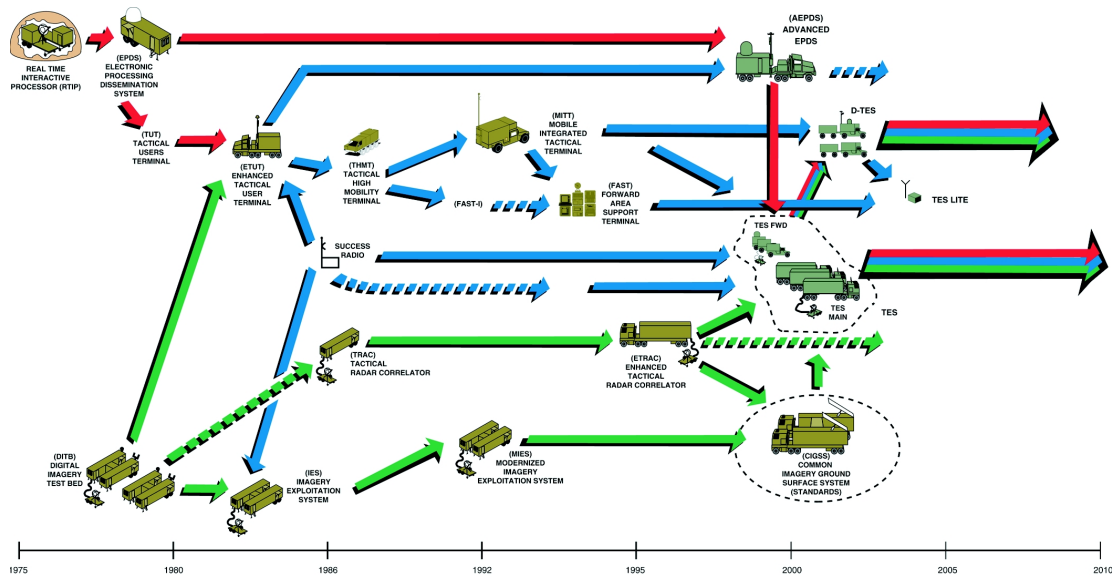 (AEPDS)
ADVANCED
EPDS
REAL TIME
INTERACTIVE
PROCESSOR (RTIP)
(EPDS)
ELECTRONIC
PROCESSING
DISSEMINATION
SYSTEM
(TUT)
TACTICAL
USERS
TERMINAL
(ETUT)
ENHANCED
TACTICAL
USER
TERMINAL
(THMT)
TACTICAL
HIGH
MOBILITY
TERMINAL
(MITT)
MOBILE
INTEGRATED
TACTICAL
TERMINAL
D-TES
(FAST-I)
(FAST)
FORWARD
AREA
SUPPORT
TERMINAL
TES LITE
SUCCESS
RADIO
TES FWD
TES
MAIN
TES
(TRAC)
TACTICAL
RADAR CORRELATOR
(ETRAC)
ENHANCED
TACTICAL
RADAR CORRELATOR
(DITB)
DIGITAL
IMAGERY
TEST BED
(IES)
IMAGERY
EXPLOITATION
SYSTEM
(MIES)
MODERNIZED
IMAGERY
EXPLOITATION SYSTEM
(CIGSS)
COMMON
IMAGERY GROUND
SURFACE SYSTEM
(STANDARDS)
1975 1980 1986 1992 1995 2000 2005 2010